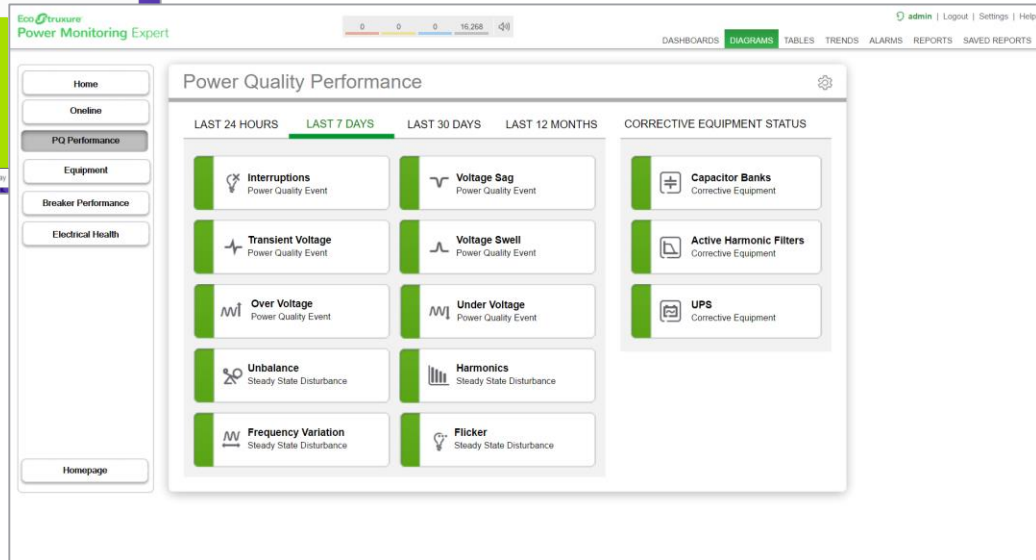 EcoStruxure
Power Monitoring Expert
0 0 0 16,268
admin | Logout | Settings | Help
DASHBOARDS DIAGRAMS TABLES TRENDS ALARMS REPORTS SAVED REPORTS
Home
Oneline
PQ Performance
Equipment
Breaker Performance
Electrical Health
Homepage
Power Quality Performance
LAST 24 HOURS LAST 7 DAYS LAST 30 DAYS LAST 12 MONTHS
Interruptions
Power Quality Event
Voltage Sag
Power Quality Event
Transient Voltage
Power Quality Event
Voltage Swell
Power Quality Event
Over Voltage
Power Quality Event
Under Voltage
Power Quality Event
Unbalance
Steady State Disturbance
Harmonics
Steady State Disturbance
Frequency Variation
Steady State Disturbance
Flicker
Steady State Disturbance
CORRECTIVE EQUIPMENT STATUS
Capacitor Banks
Corrective Equipment
Active Harmonic Filters
Corrective Equipment
UPS
Corrective Equipment